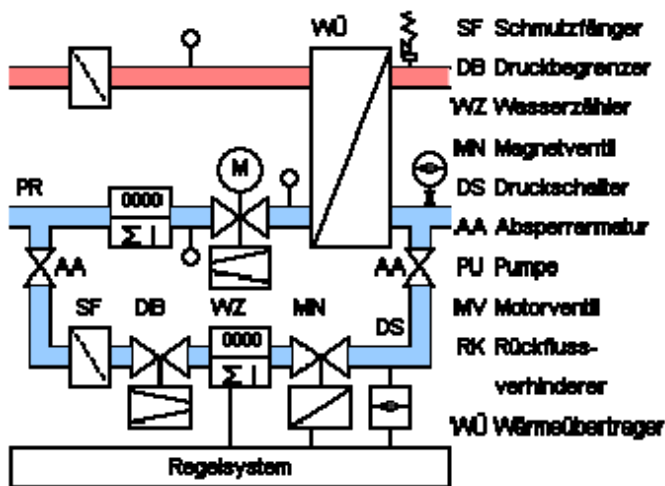 WÜ
SF Schmutzfänger
DB Druckbegrenzer
WZ Wasserzähler
MN Magnetventil
DS Druckschalter
AA Absperrarmatur
PU Pumpe
MV Motorventil
RK Rückfluss-
verhinderer
WÜ Wärmeübertrager
M
PR
0000
Σ I
AA
AA
SF
DB
WZ
MN
DS
0000
Σ I
Regelsystem